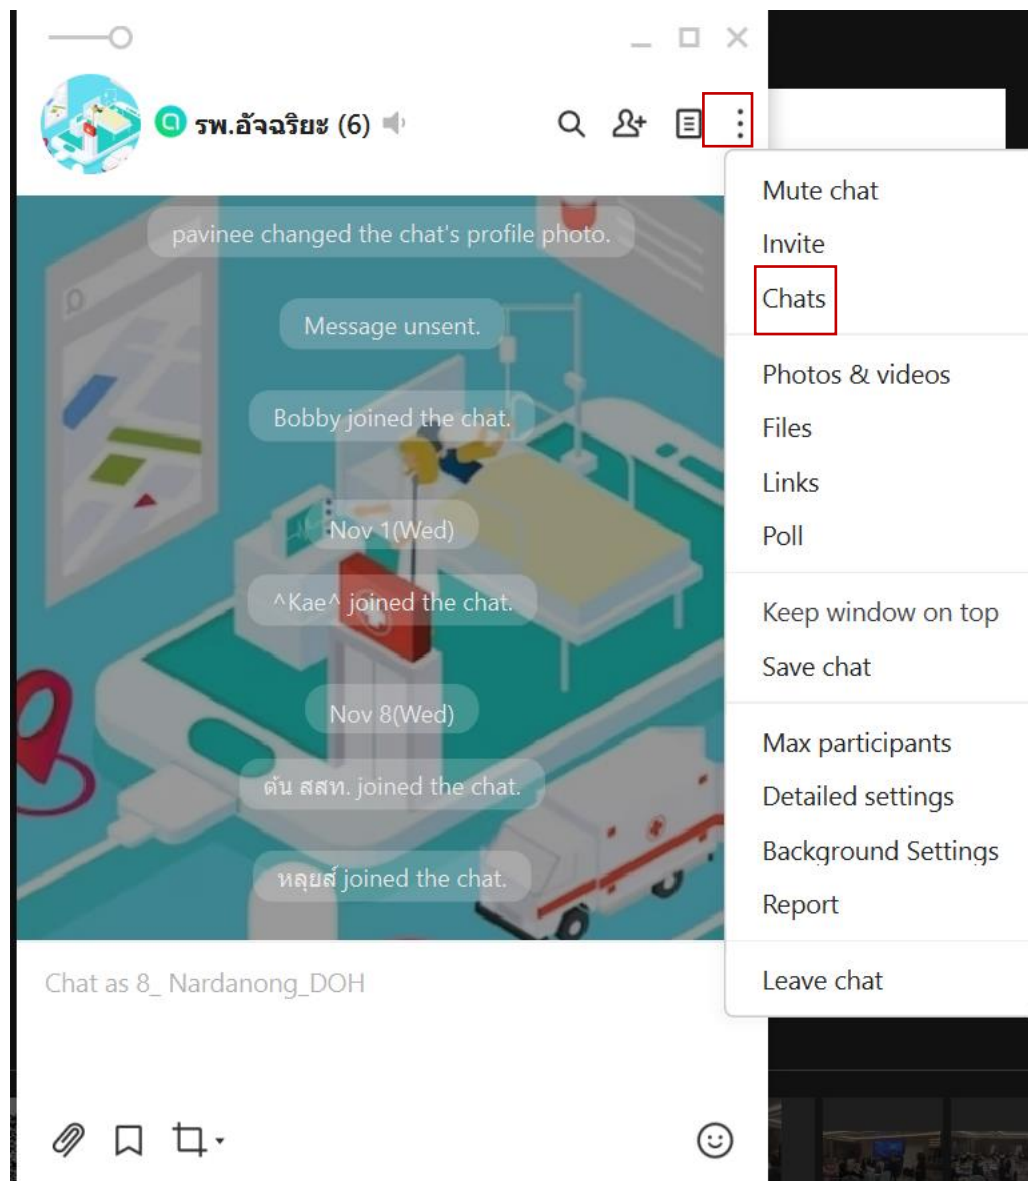 รพ.อัจฉริยะ (6)
pavinee changed the chat's profile photo.
Message unsent.
Bobby joined the chat.
Nov 1(Wed)
^Kae^ joined the chat.
Nov 8(Wed)
ต้น สสท. joined the chat.
หลุยส์ joined the chat.
Chat as 8_ Nardanong_DOH
Mute chat
Invite
Chats
Photos & videos
Files
Links
Poll
Keep window on top
Save chat
Max participants
Detailed settings
Background Settings
Report
Leave chat